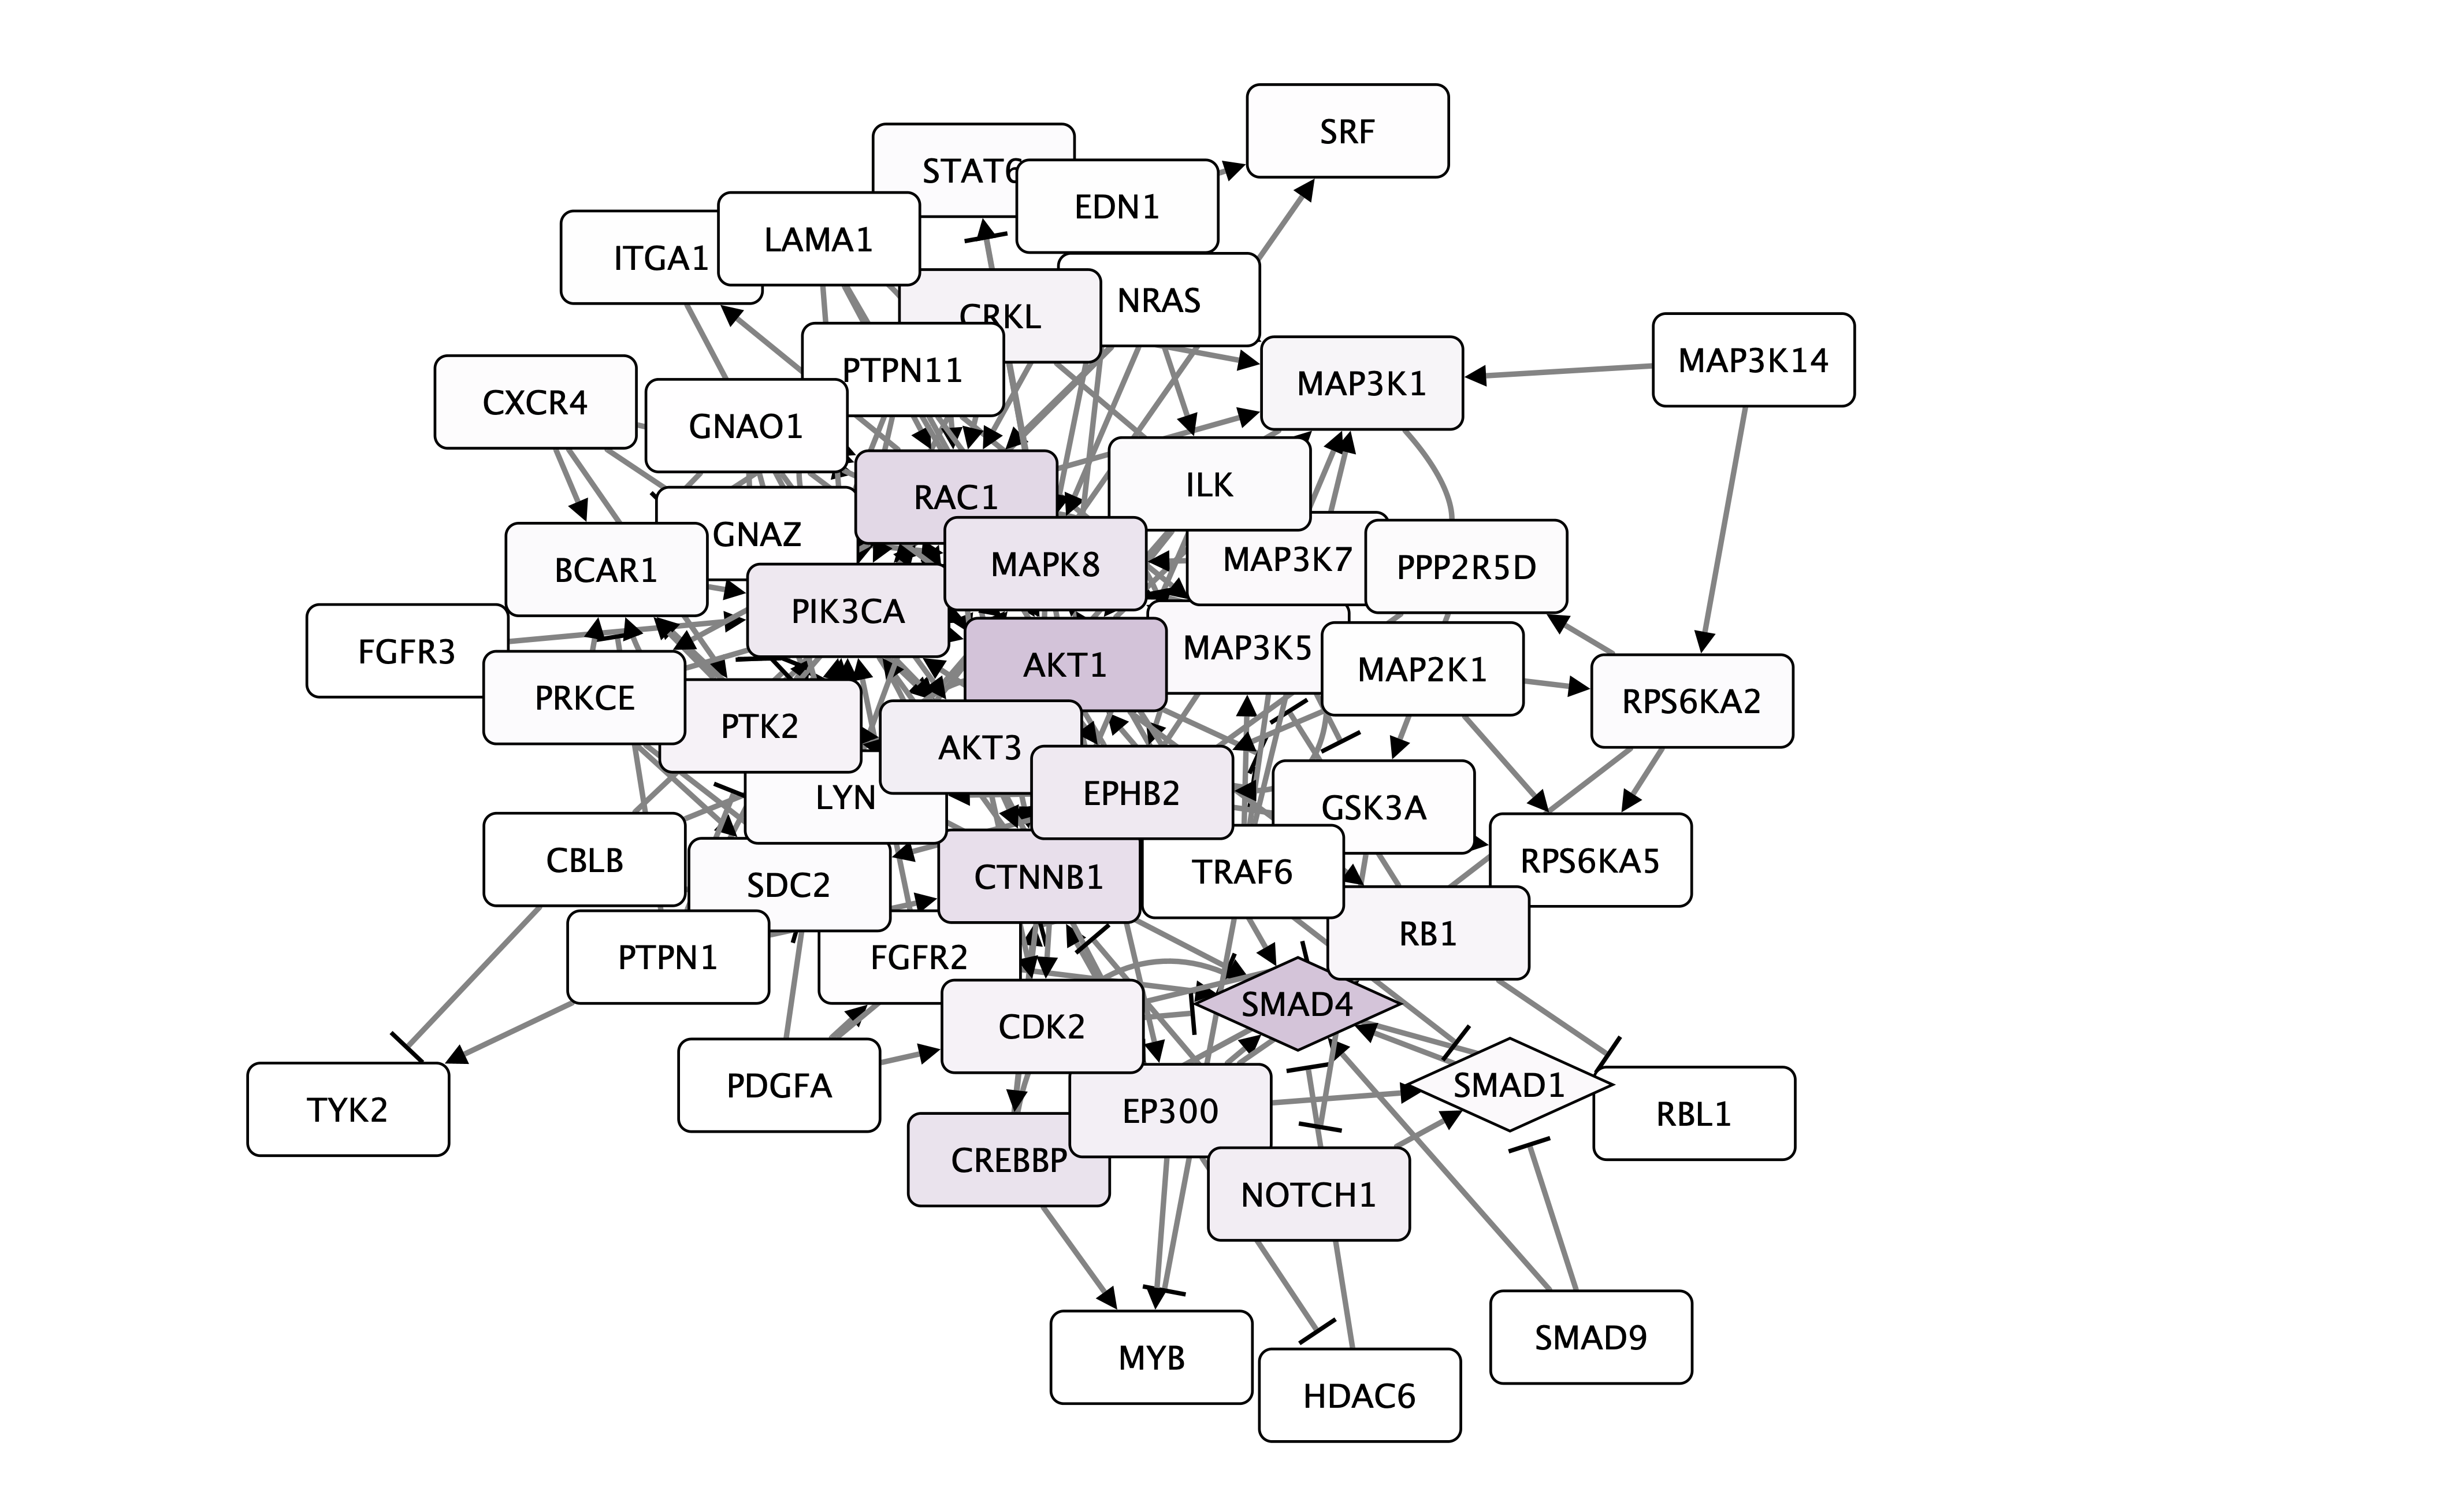 SRF
STAT6
EDN1
LAMA1
ITGA1
NRAS
CRKL
PTPN11
MAP3K14
MAP3K1
CXCR4
GNAO1
ILK
RAC1
GNAZ
MAP3K7
MAPK8
PPP2R5D
BCAR1
PIK3CA
FGFR3
MAP3K5
AKT1
MAP2K1
PRKCE
RPS6KA2
PTK2
AKT3
EPHB2
LYN
GSK3A
CBLB
SDC2
CTNNB1
TRAF6
RPS6KA5
RB1
PTPN1
FGFR2
SMAD4
CDK2
PDGFA
SMAD1
TYK2
EP300
RBL1
CREBBP
NOTCH1
SMAD9
MYB
HDAC6